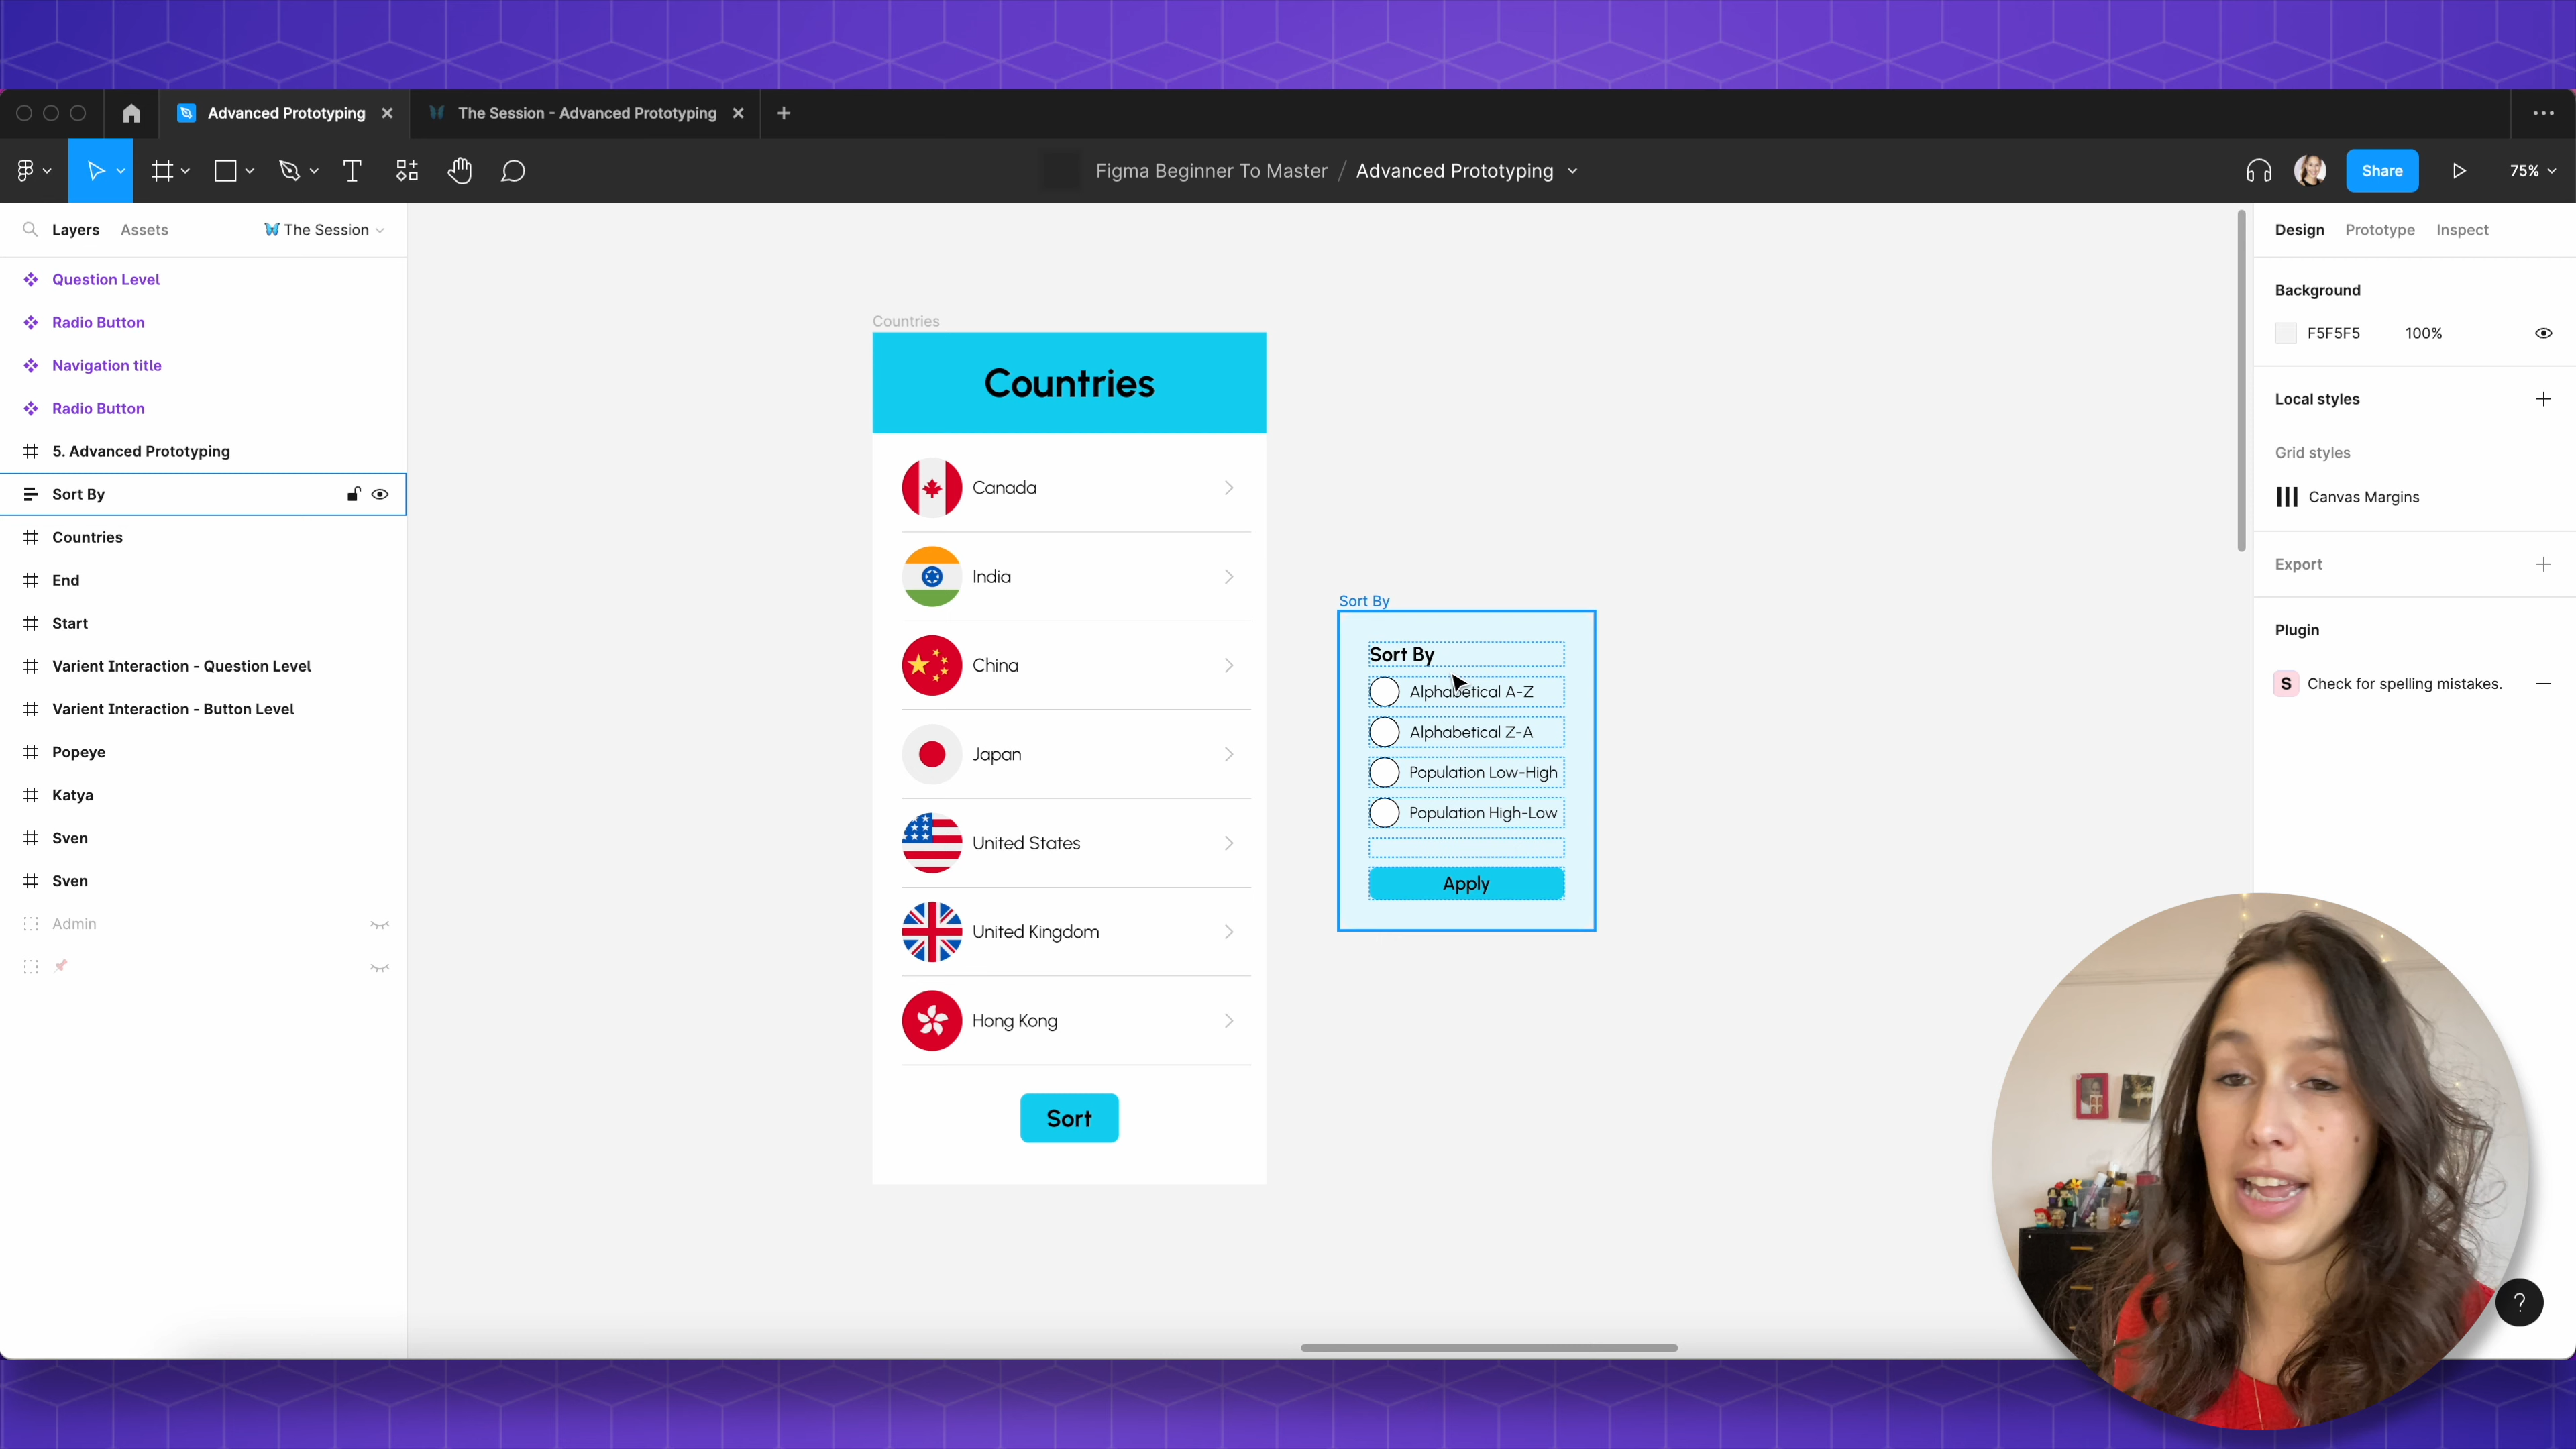 Advanced Prototyping
The Session - Advanced Prototyping
Figma Beginner To Master / Advanced Prototyping
Share
75%
Layers
Assets
The Session
Question Level
Radio Button
Navigation title
Radio Button
5. Advanced Prototyping
Sort By
Countries
End
Start
Varient Interaction - Question Level
Varient Interaction - Button Level
Popeye
Katya
Sven
Sven
Admin
Countries
Countries
Canada
India
China
Japan
United States
United Kingdom
Hong Kong
Sort
Sort By
Sort By
Alphabetical A-Z
Alphabetical Z-A
Population Low-High
Population High-Low
Apply
Design
Prototype
Inspect
Background
F5F5F5
100%
Local styles
Grid styles
Canvas Margins
Export
Plugin
S
Check for spelling mistakes.
?